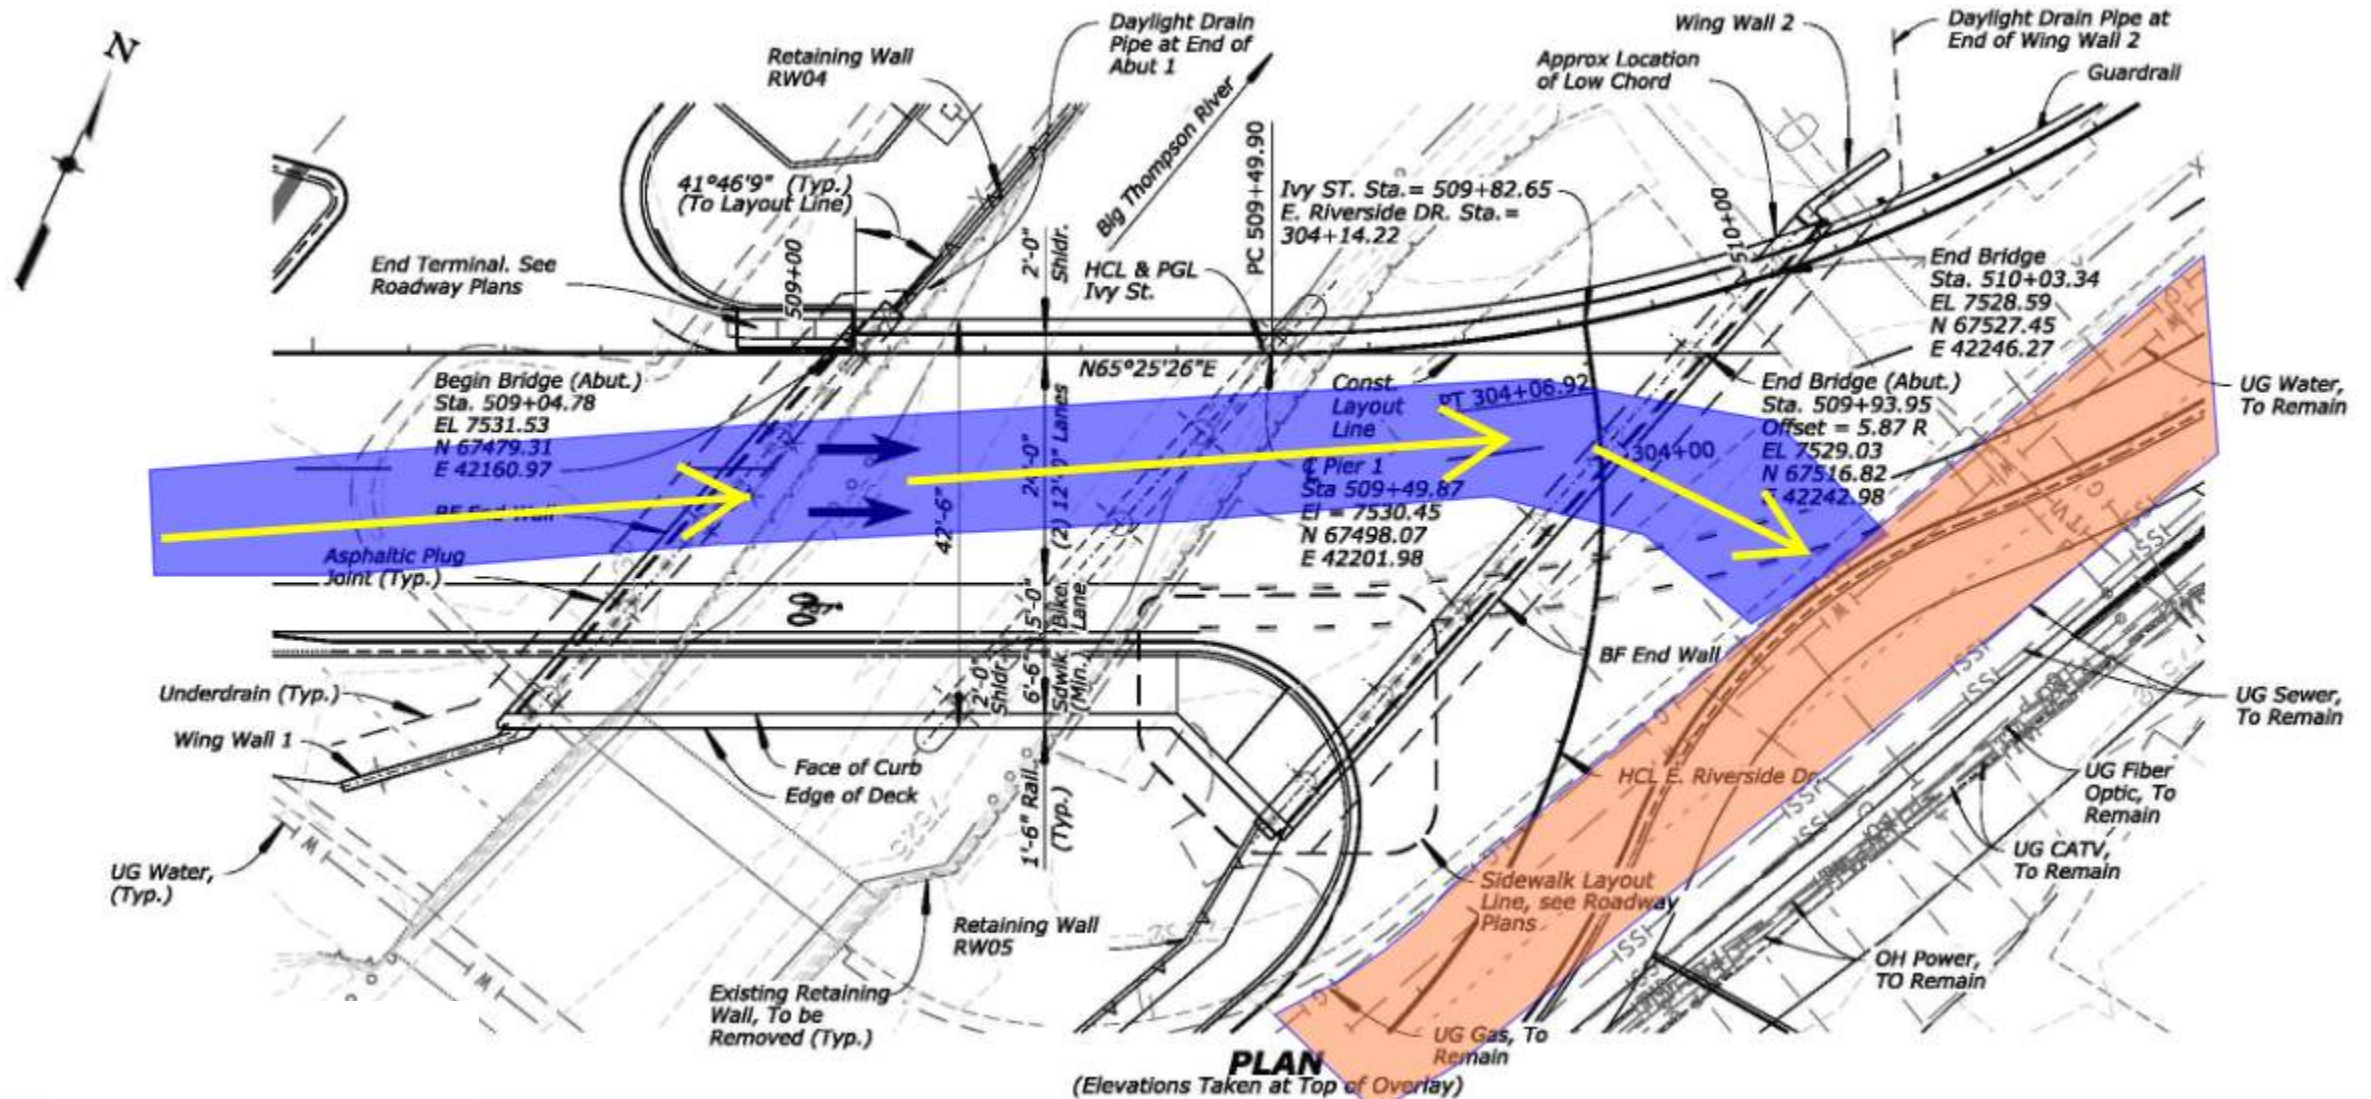 N
Retaining Wall
RW04
Daylight Drain
Pipe at End of
Abut 1
Wing Wall 2
Approx Location
of Low Chord
Daylight Drain Pipe at
End of Wing Wall 2
Guardrail
41°46'9" (Typ.)
(To Layout Line)
Big Thompson River
PC 509+49.90
Ivy ST. Sta.= 509+82.65
E. Riverside DR. Sta.=
304+14.22
510+00
End Terminal. See
Roadway Plans
509+00
2'-0"
Shldr.
HCL & PGL
Ivy St.
End Bridge
Sta. 510+03.34
EL 7528.59
N 67527.45
E 42246.27
N65°25'26"E
Begin Bridge (Abut.)
Sta. 509+04.78
EL 7531.53
N 67479.31
E 42160.97
Const.
Layout
Line
PT 304+06.92
End Bridge (Abut.)
Sta. 509+93.95
Offset = 5.87 R
EL 7529.03
N 67516.82
E 42242.98
UG Water,
To Remain
304+00
BF End Wall
42'-6"
24'-0"
(2) 12'-0" Lanes
₵ Pier 1
Sta 509+49.87
El = 7530.45
N 67498.07
E 42201.98
Asphaltic Plug
Joint (Typ.)
5'-0"
Bike
Lane
6'-6"
Sdwlk.
(Min.)
2'-0"
Shldr.
1'-6" Rail
(Typ.)
BF End Wall
Underdrain (Typ.)
Wing Wall 1
Face of Curb
Edge of Deck
HCL E. Riverside Dr.
UG Sewer,
To Remain
UG Fiber
Optic, To
Remain
UG CATV,
To Remain
UG Water,
(Typ.)
7525
Sidewalk Layout
Line, see Roadway
Plans
Retaining Wall
RW05
OH Power,
TO Remain
Existing Retaining
Wall, To be
Removed (Typ.)
UG Gas, To
Remain
PLAN
(Elevations Taken at Top of Overlay)